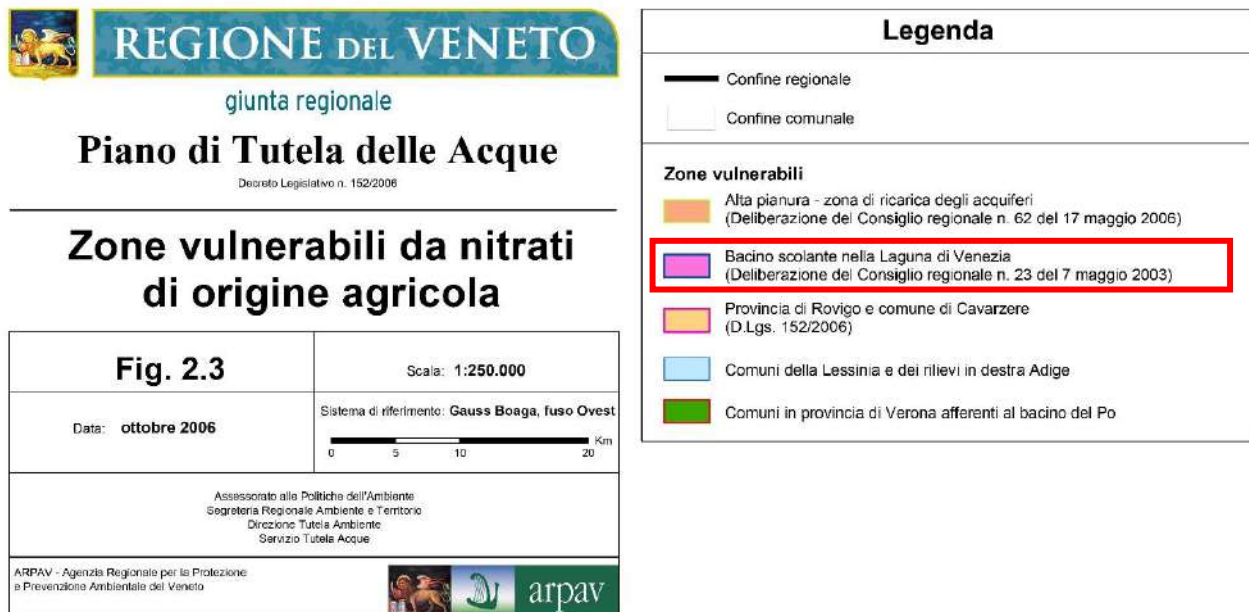 REGIONE DEL VENETO
giunta regionale
Piano di Tutela delle Acque
Decreto Legislativo n. 152/2006
Zone vulnerabili da nitrati
di origine agricola
Fig. 2.3
Scala: 1:250.000
Data: ottobre 2006
Sistema di riferimento: Gauss Boaga, fuso Ovest
Km
0 5 10 20
Assessorato alle Politiche dell'Ambiente
Segreteria Regionale Ambiente e Territorio
Direzione Tutela Ambiente
Servizio Tutela Acque
ARPAV - Agenzia Regionale per la Protezione
e Prevenzione Ambientale del Veneto
arpav
Legenda
Confine regionale
Confine comunale
Zone vulnerabili
Alta pianura - zona di ricarica degli acquiferi
(Deliberazione del Consiglio regionale n. 62 del 17 maggio 2006)
Bacino scolante nella Laguna di Venezia
(Deliberazione del Consiglio regionale n. 23 del 7 maggio 2003)
Provincia di Rovigo e comune di Cavarzere
(D.Lgs. 152/2006)
Comuni della Lessinia e dei rilievi in destra Adige
Comuni in provincia di Verona afferenti al bacino del Po